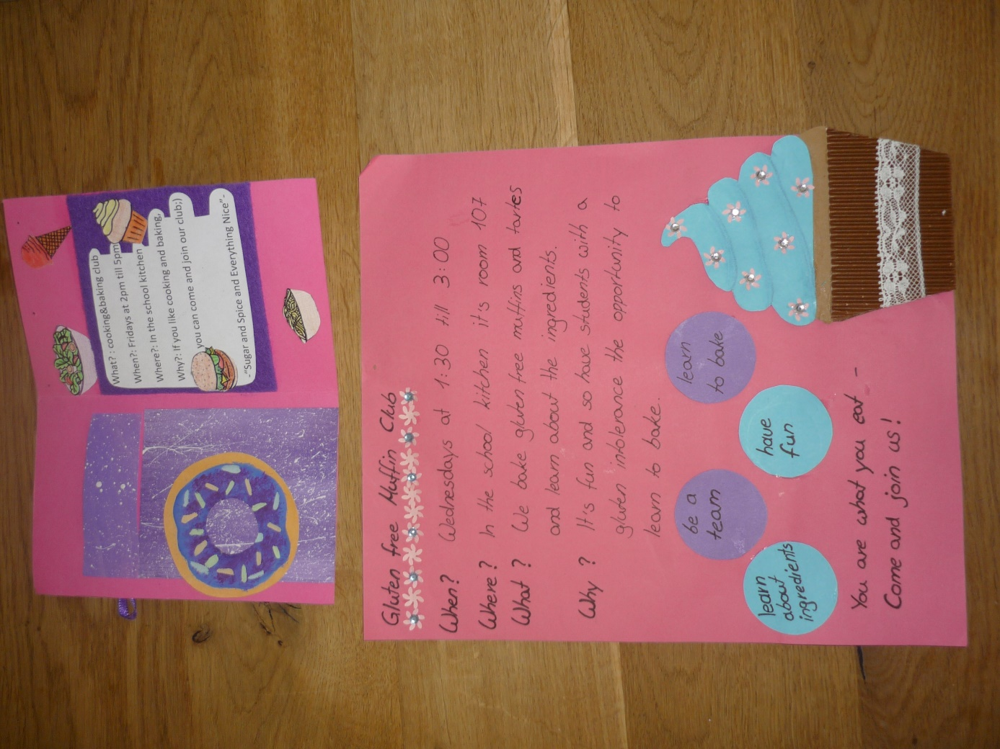 What? : cooking&baking club
When?: Fridays at 2pm till 5pm
Where?: In the school kitchen
Why?: If you like cooking and baking,
you can come and join our club;)
-"Sugar and Spice and Everything Nice"-
Gluten free Muffin Club
When? Wednesdays at 1:30 till 3:00
Where? In the school kitchen it's room 107
What? We bake gluten free muffins and tartes
and learn about the ingredients.
Why? It's fun and so have students with a
gluten intolerance the opportunity to
learn to bake.
learn
about
ingredients
be a
team
have
fun
learn
to bake
You are what you eat -
Come and join us!